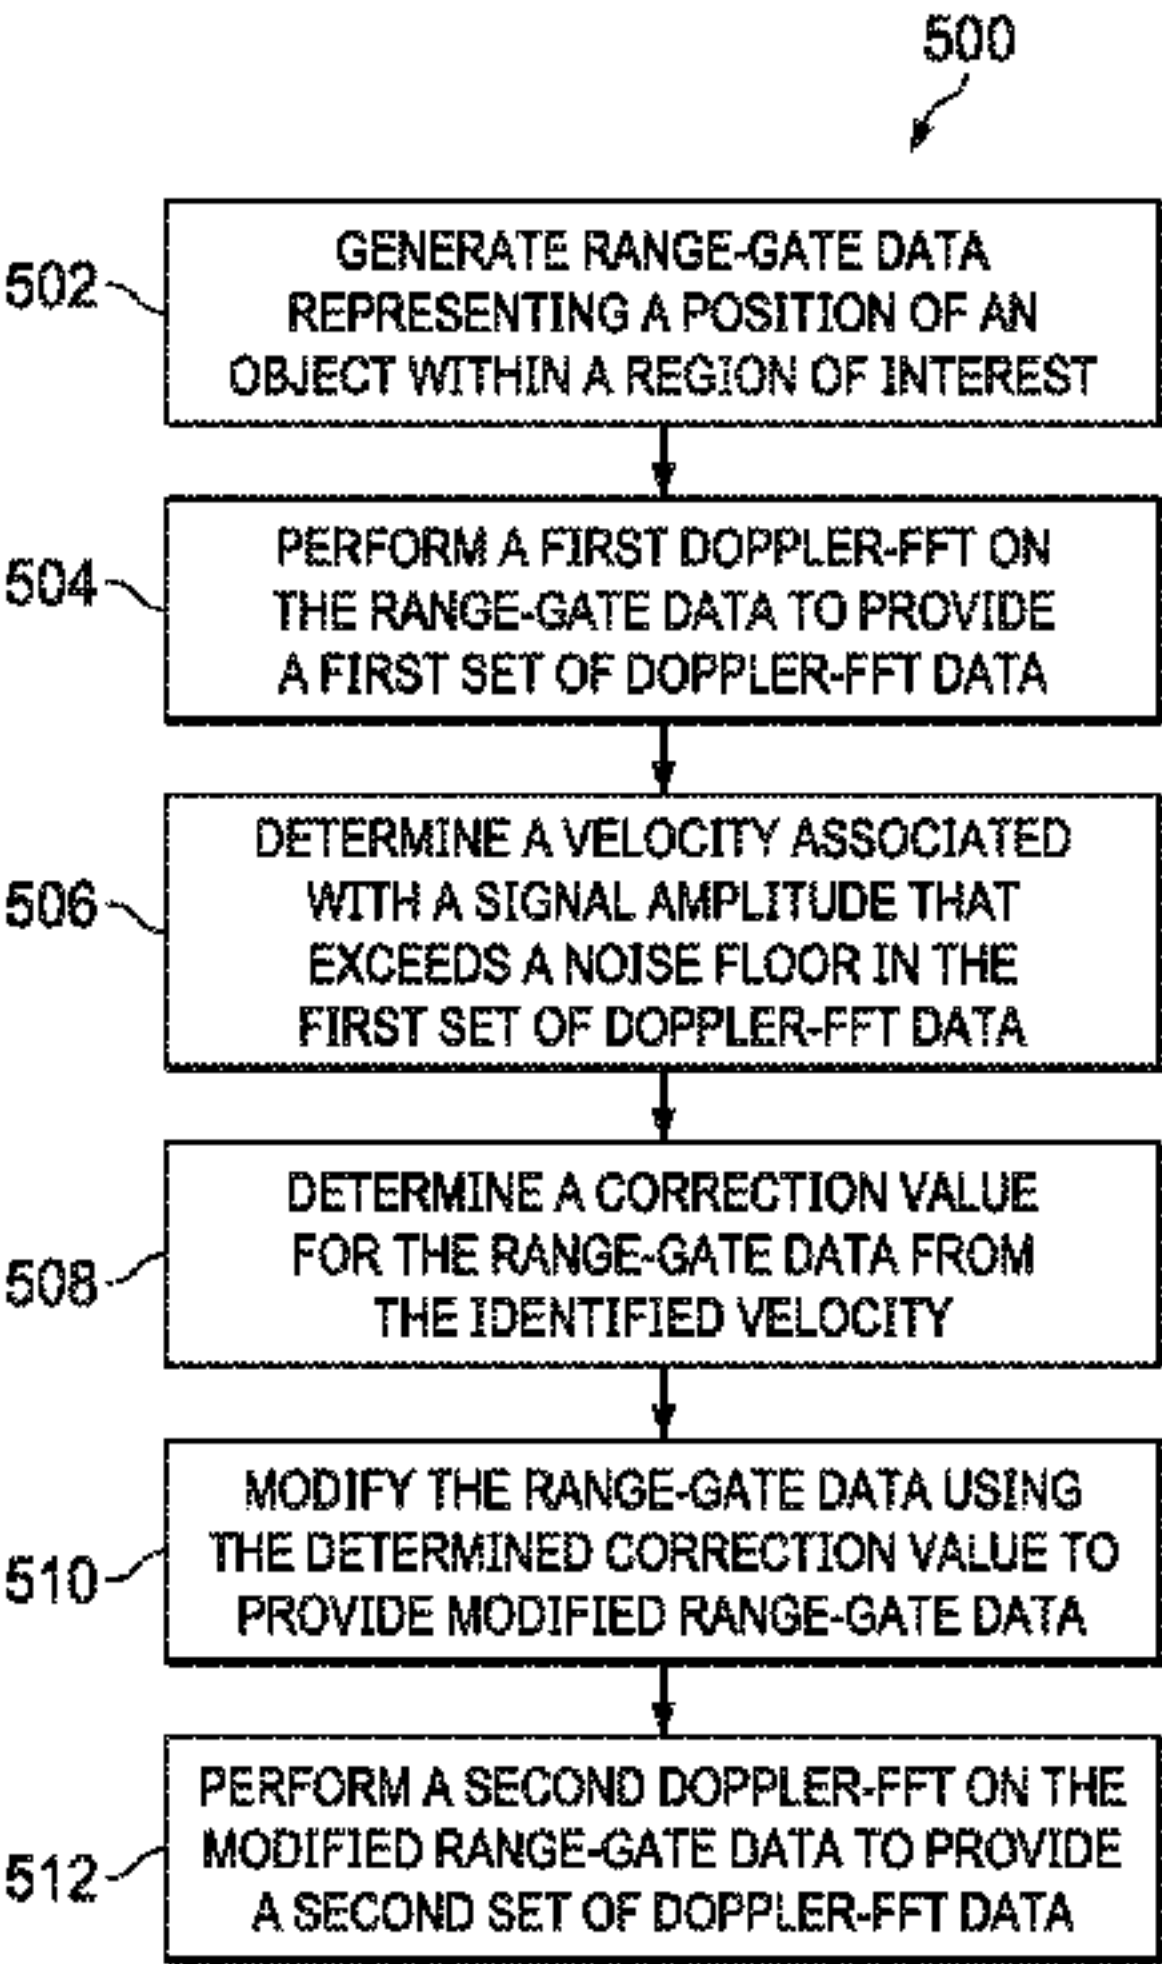 500
502
GENERATE RANGE-GATE DATA
REPRESENTING A POSITION OF AN
OBJECT WITHIN A REGION OF INTEREST
504
PERFORM A FIRST DOPPLER-FFT ON
THE RANGE-GATE DATA TO PROVIDE
A FIRST SET OF DOPPLER-FFT DATA
506
DETERMINE A VELOCITY ASSOCIATED
WITH A SIGNAL AMPLITUDE THAT
EXCEEDS A NOISE FLOOR IN THE
FIRST SET OF DOPPLER-FFT DATA
508
DETERMINE A CORRECTION VALUE
FOR THE RANGE-GATE DATA FROM
THE IDENTIFIED VELOCITY
510
MODIFY THE RANGE-GATE DATA USING
THE DETERMINED CORRECTION VALUE TO
PROVIDE MODIFIED RANGE-GATE DATA
512
PERFORM A SECOND DOPPLER-FFT ON THE
MODIFIED RANGE-GATE DATA TO PROVIDE
A SECOND SET OF DOPPLER-FFT DATA